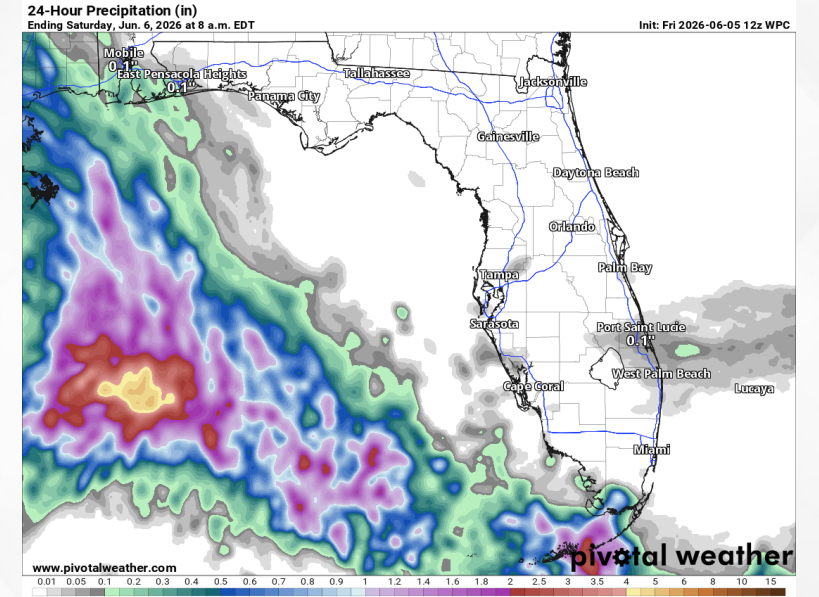 24-Hour Precipitation (in)
Ending Saturday, Jun. 6, 2026 at 8 a.m. EDT
Init: Fri 2026-06-05 12z WPC
Mobile
0.1"
East Pensacola Heights
0.1"
Tallahassee
Panama City
Jacksonville
Gainesville
Daytona Beach
Orlando
Tampa
Palm Bay
Sarasota
Port Saint Lucie
0.1"
West Palm Beach
Cape Coral
Lucaya
Miami
pivotal weather
www.pivotalweather.com
0.01 0.05 0.1 0.2 0.3 0.4 0.5 0.6 0.7 0.8 0.9 1 1.2 1.4 1.6 1.8 2 2.5 3 3.5 4 5 6 8 10 15